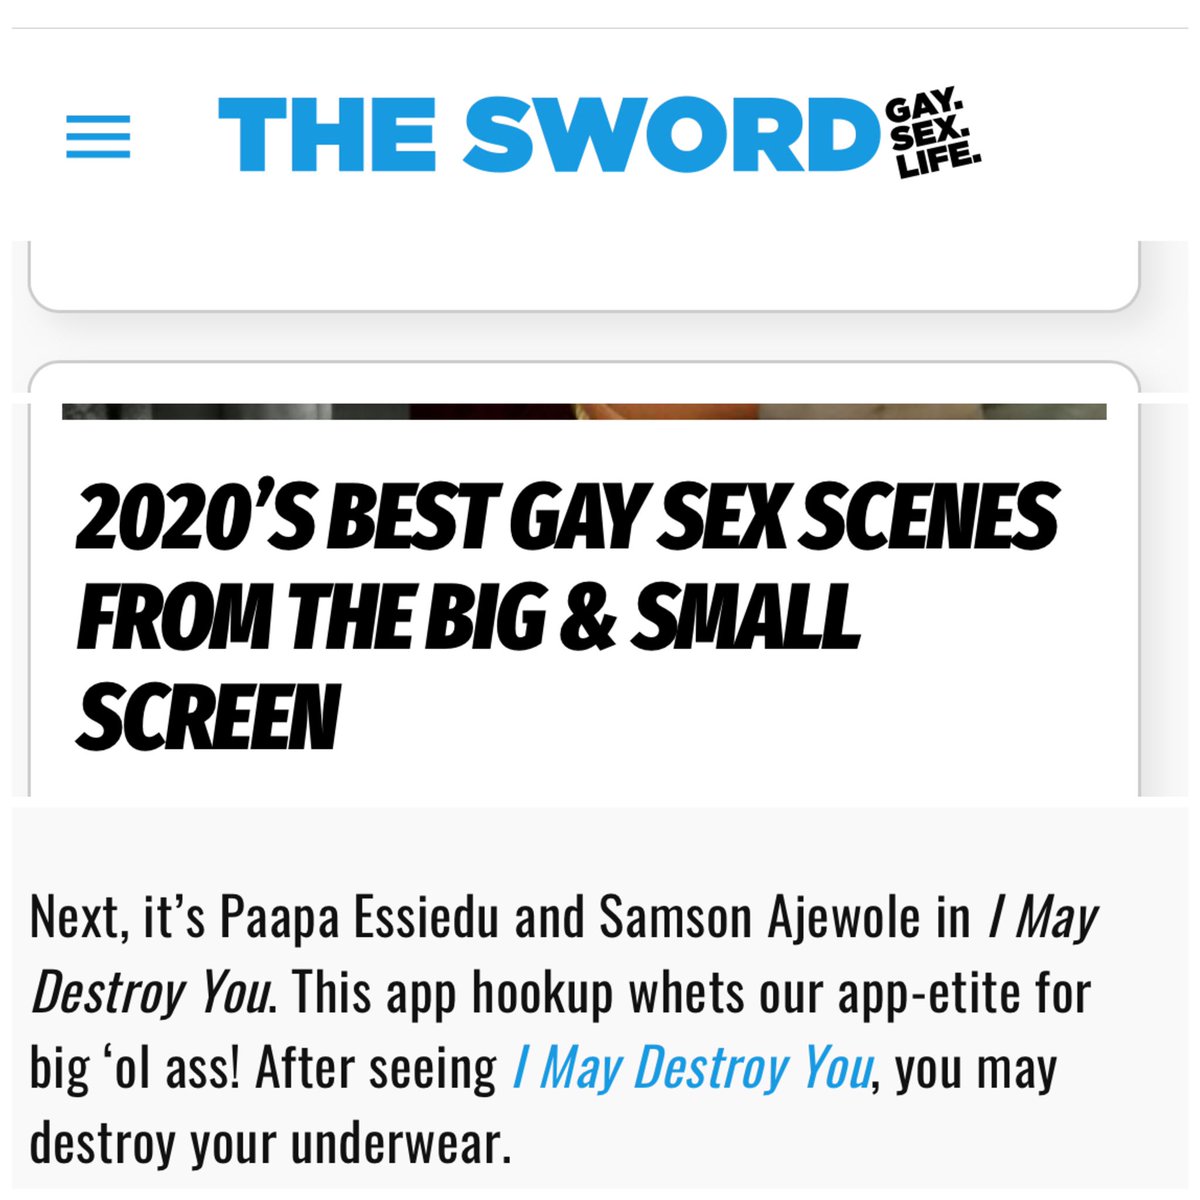 THE SWORD
GAY.
SEX.
LIFE.
2020’S BEST GAY SEX SCENES
FROM THE BIG & SMALL
SCREEN
Next, it’s Paapa Essiedu and Samson Ajewole in I May
Destroy You. This app hookup whets our app-etite for
big ‘ol ass! After seeing I May Destroy You, you may
destroy your underwear.